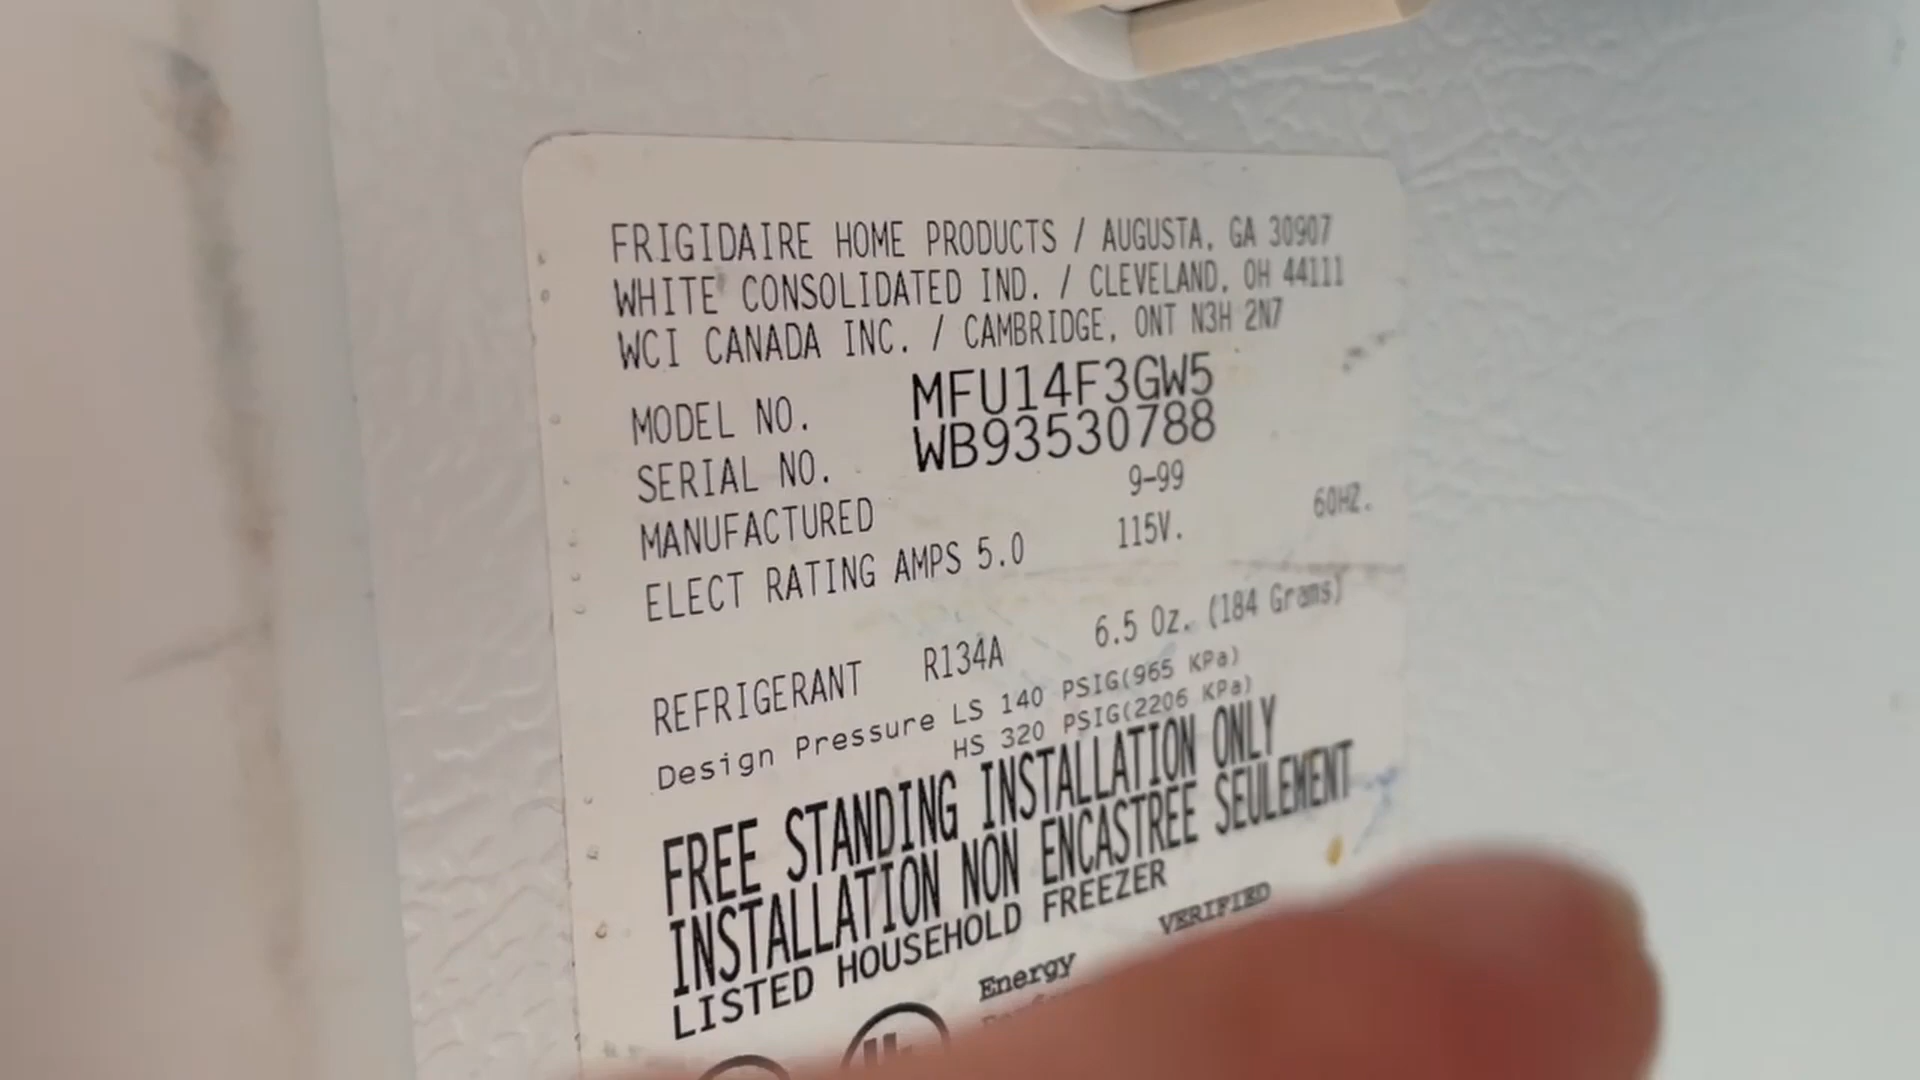 FRIGIDAIRE HOME PRODUCTS / AUGUSTA, GA 30907
WHITE CONSOLIDATED IND. / CLEVELAND, OH 44111
WCI CANADA INC. / CAMBRIDGE, ONT N3H 2N7
MODEL NO. MFU14F3GW5
SERIAL NO. WB93530788
MANUFACTURED 9-99
ELECT RATING AMPS 5.0 115V. 60HZ.
REFRIGERANT R134A 6.5 Oz. (184 Grams)
Design Pressure LS 140 PSIG(965 KPa)
HS 320 PSIG(2206 KPa)
FREE STANDING INSTALLATION ONLY
INSTALLATION NON ENCASTREE SEULEMENT
LISTED HOUSEHOLD FREEZER
Energy VERIFIED